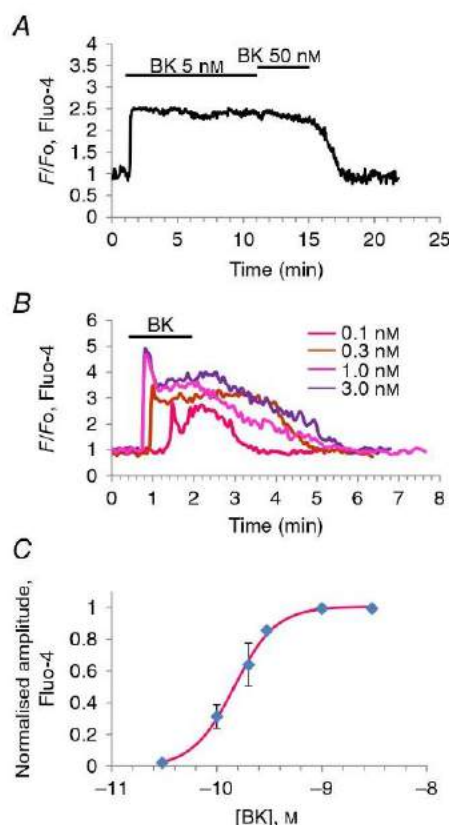 A
F/Fo, Fluo-4
4
3.5
3
2.5
2
1.5
1
0.5
0
BK 5 nM
BK 50 nM
0 5 10 15 20 25
Time (min)
B
F/Fo, Fluo-4
6
5
4
3
2
1
0
BK
0.1 nM
0.3 nM
1.0 nM
3.0 nM
0 1 2 3 4 5 6 7 8
Time (min)
C
Normalised amplitude,
Fluo-4
1
0.8
0.6
0.4
0.2
0
−11 −10 −9 −8
[BK], M